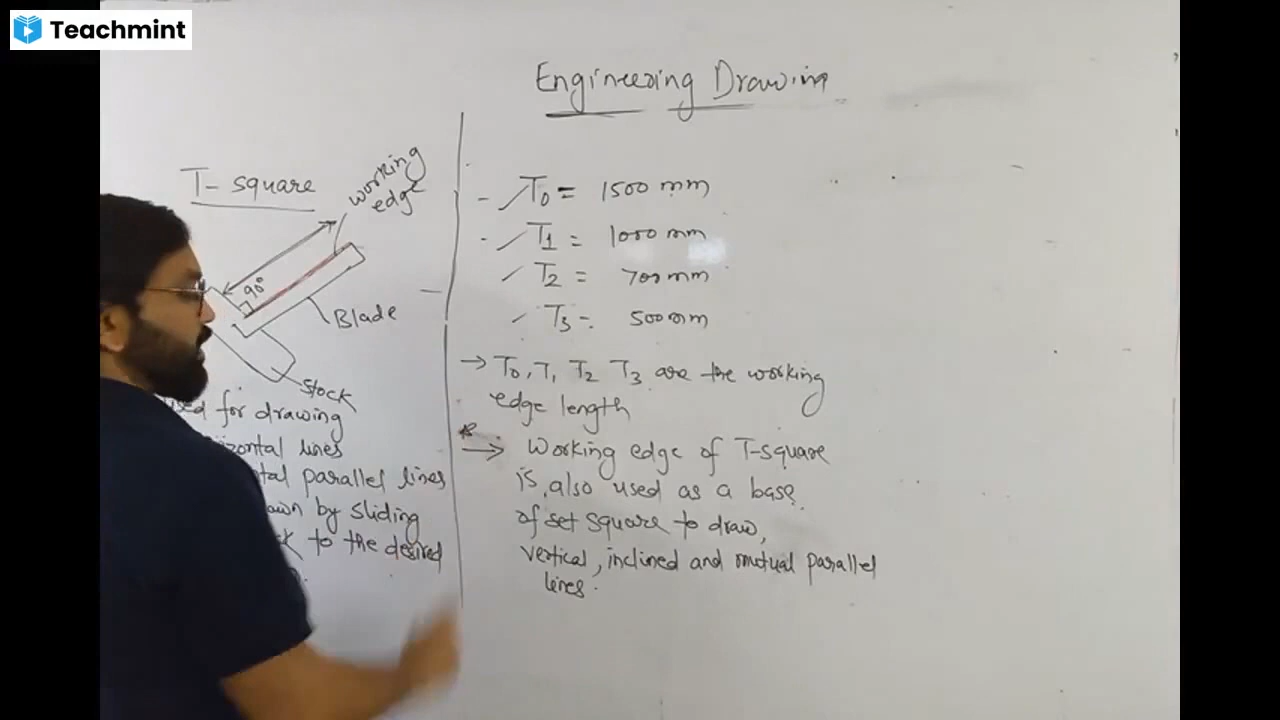 Teachmint
Engineering Drawing
T-square
working
edge
90°
Blade
Stock
used for drawing
horizontal lines
parallel lines
by sliding
to the desired
T0 = 1500 mm
T1 = 1000 mm
T2 = 700 mm
T3 = 500 mm
→ T0, T1 T2 T3 are the working
edge length
→ Working edge of T-square
is, also used as a base
of set square to draw,
vertical, inclined and mutual parallel
lines.